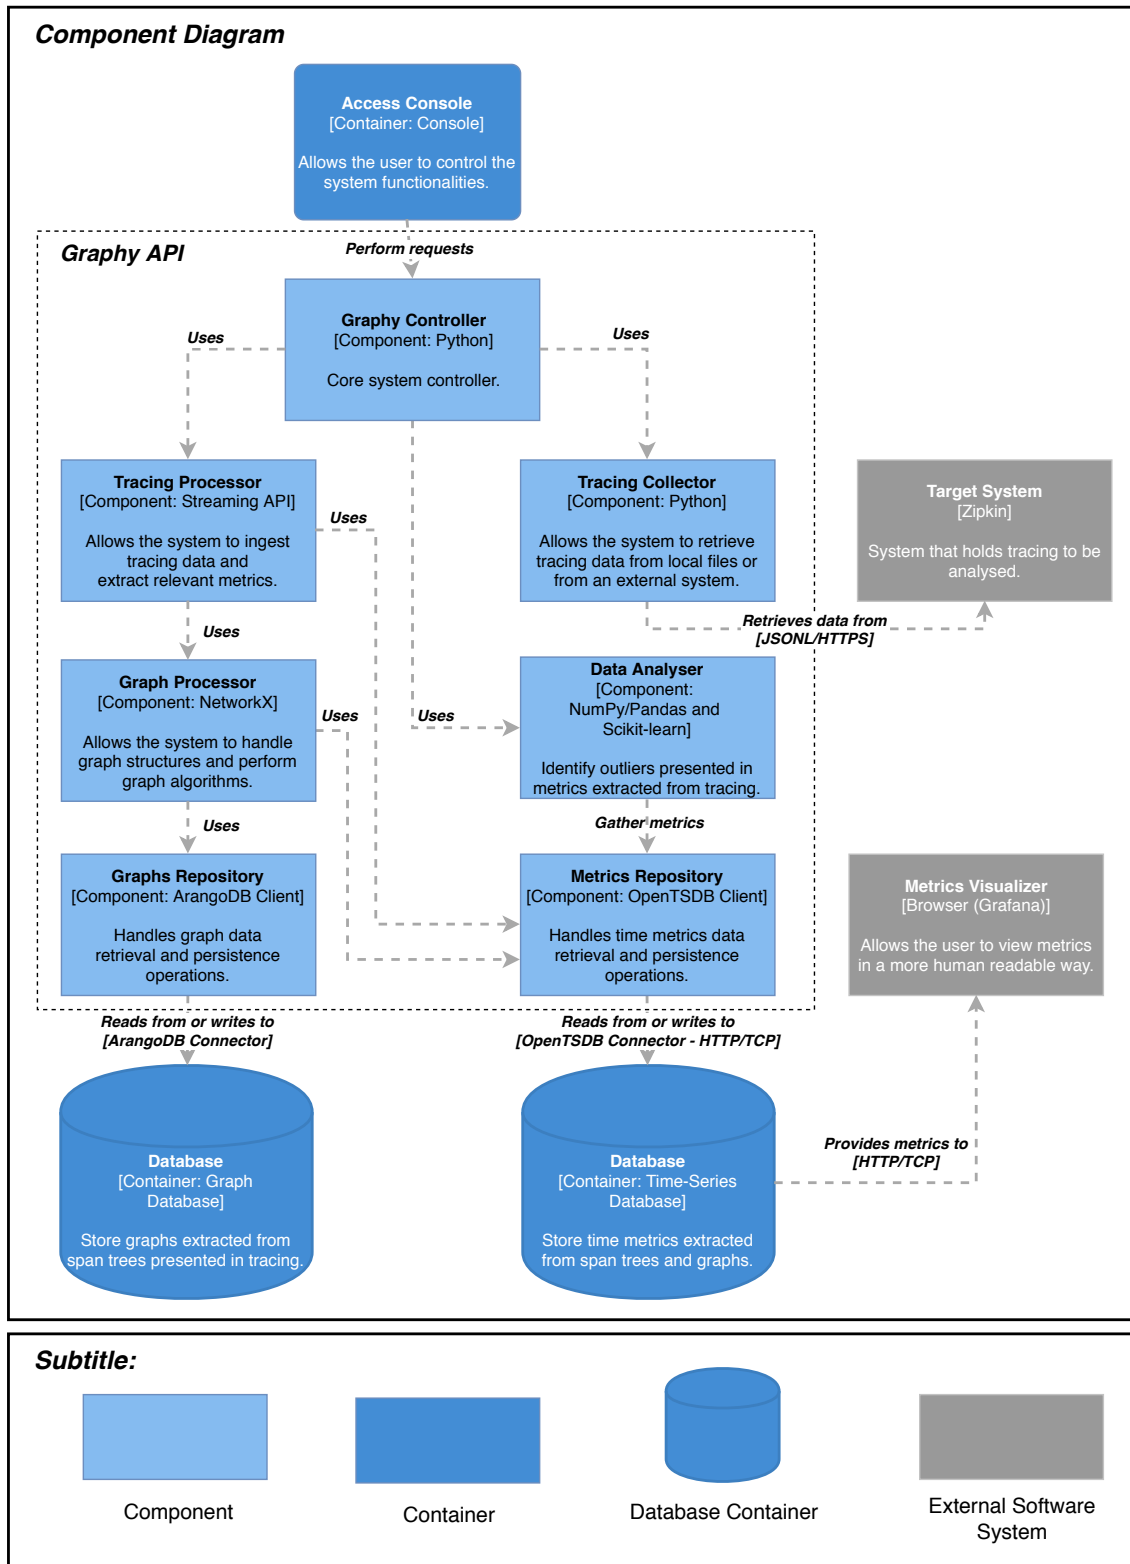 Component Diagram
Access Console
[Container: Console]
Allows the user to control the
system functionalities.
Perform requests
Graphy API
Graphy Controller
[Component: Python]
Core system controller.
Uses
Uses
Tracing Processor
[Component: Streaming API]
Allows the system to ingest
tracing data and
extract relevant metrics.
Uses
Tracing Collector
[Component: Python]
Allows the system to retrieve
tracing data from local files or
from an external system.
Target System
[Zipkin]
System that holds tracing to be
analysed.
Retrieves data from
[JSONL/HTTPS]
Uses
Graph Processor
[Component: NetworkX]
Allows the system to handle
graph structures and perform
graph algorithms.
Uses
Uses
Data Analyser
[Component:
NumPy/Pandas and
Scikit-learn]
Identify outliers presented in
metrics extracted from tracing.
Uses
Gather metrics
Graphs Repository
[Component: ArangoDB Client]
Handles graph data
retrieval and persistence
operations.
Metrics Repository
[Component: OpenTSDB Client]
Handles time metrics data
retrieval and persistence
operations.
Metrics Visualizer
[Browser (Grafana)]
Allows the user to view metrics
in a more human readable way.
Reads from or writes to
[ArangoDB Connector]
Reads from or writes to
[OpenTSDB Connector - HTTP/TCP]
Database
[Container: Graph
Database]
Store graphs extracted from
span trees presented in tracing.
Database
[Container: Time-Series
Database]
Store time metrics extracted
from span trees and graphs.
Provides metrics to
[HTTP/TCP]
Subtitle:
Component
Container
Database Container
External Software
System